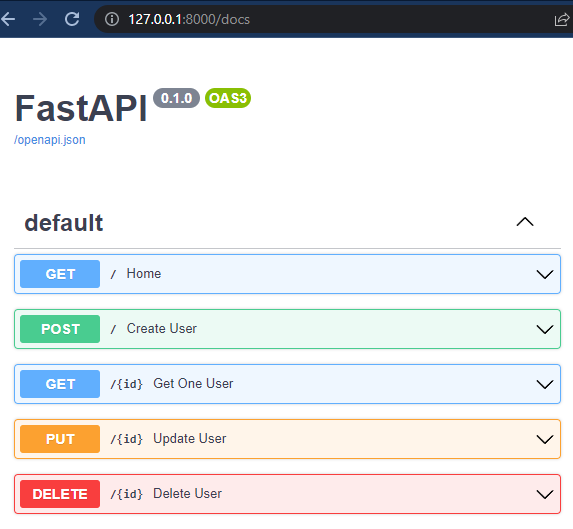 127.0.0.1:8000/docs
FastAPI 0.1.0 OAS3
/openapi.json
default
GET / Home
POST / Create User
GET /{id} Get One User
PUT /{id} Update User
DELETE /{id} Delete User